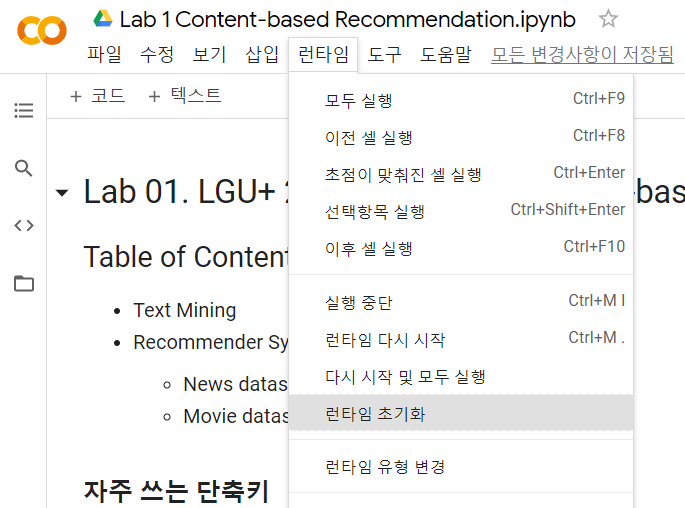 Lab 1 Content-based Recommendation.ipynb
파일 수정 보기 삽입 런타임 도구 도움말 모든 변경사항이 저장됨
+ 코드 + 텍스트
모두 실행 Ctrl+F9
이전 셀 실행 Ctrl+F8
초점이 맞춰진 셀 실행 Ctrl+Enter
선택항목 실행 Ctrl+Shift+Enter
이후 셀 실행 Ctrl+F10
실행 중단 Ctrl+M I
런타임 다시 시작 Ctrl+M .
다시 시작 및 모두 실행
런타임 초기화
런타임 유형 변경
Lab 01. LGU+ 2 -bas
Table of Content
• Text Mining
• Recommender Sy
◦ News datas
◦ Movie datas
자주 쓰는 단축키